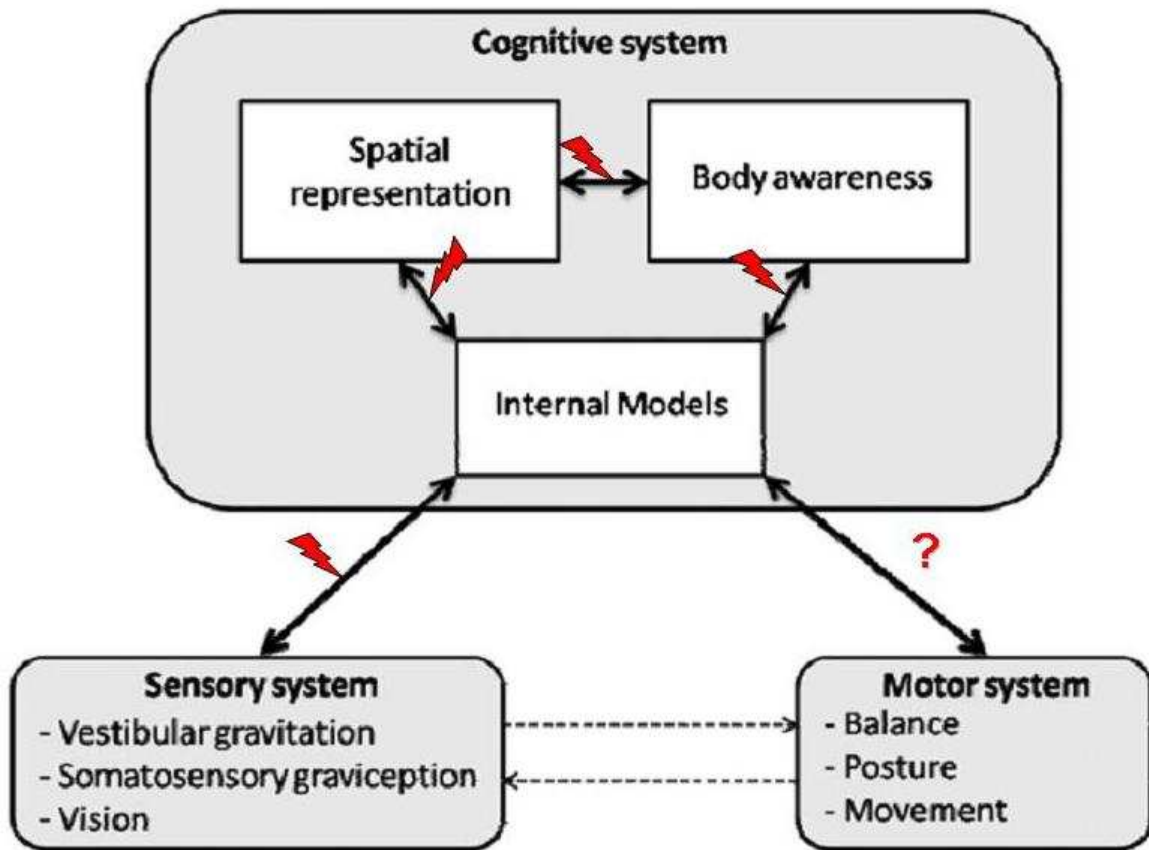 Cognitive system
Spatial
representation
Body awareness
Internal Models
?
Sensory system
- Vestibular gravitation
- Somatosensory graviception
- Vision
Motor system
- Balance
- Posture
- Movement